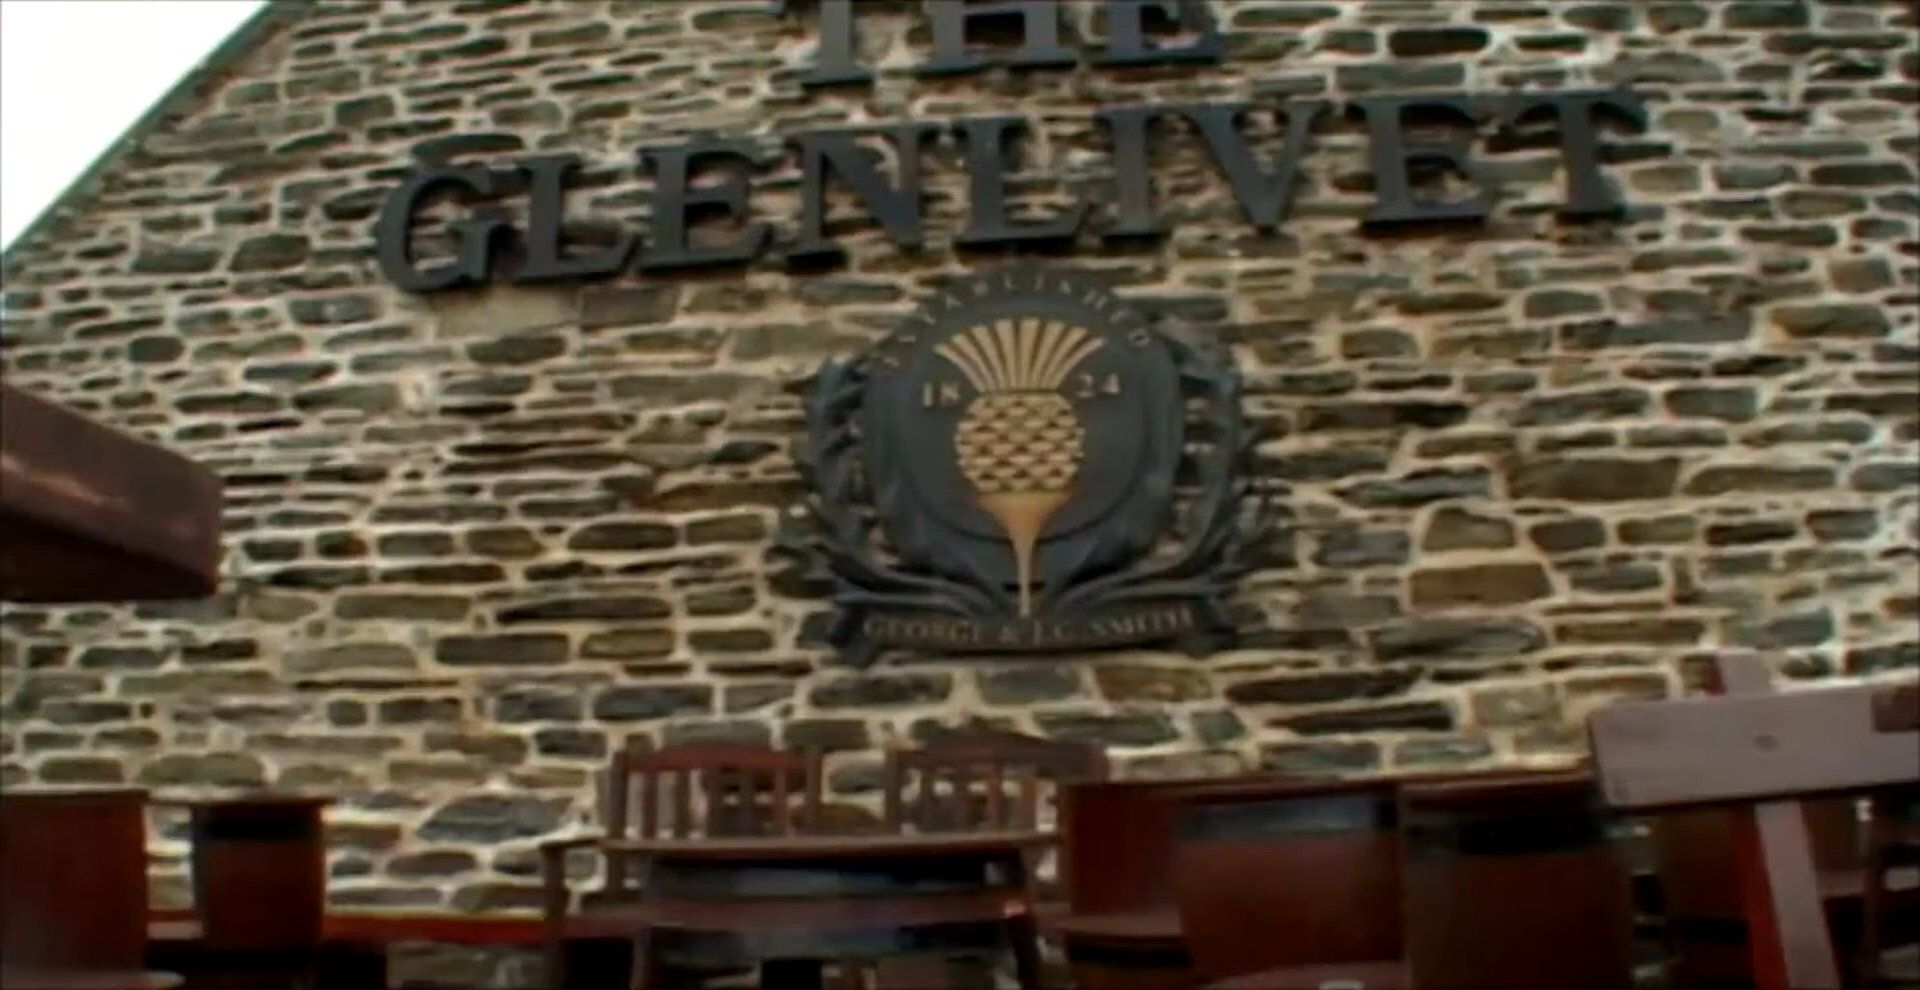 THE
GLENLIVET
ESTABLISHED
18 24
GEORGE & J.G. SMITH